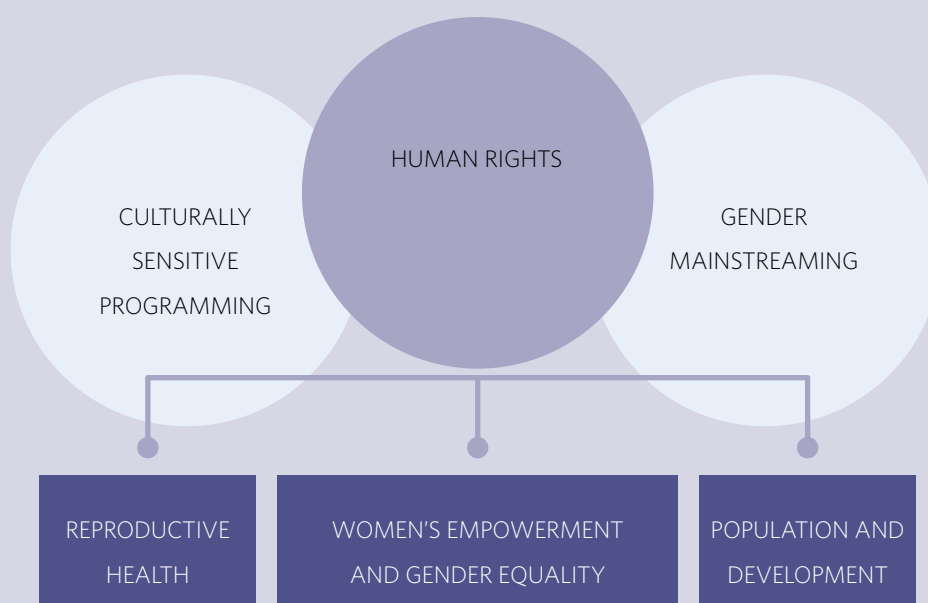 HUMAN RIGHTS
CULTURALLY
SENSITIVE
PROGRAMMING
GENDER
MAINSTREAMING
REPRODUCTIVE
HEALTH
WOMEN'S EMPOWERMENT
AND GENDER EQUALITY
POPULATION AND
DEVELOPMENT